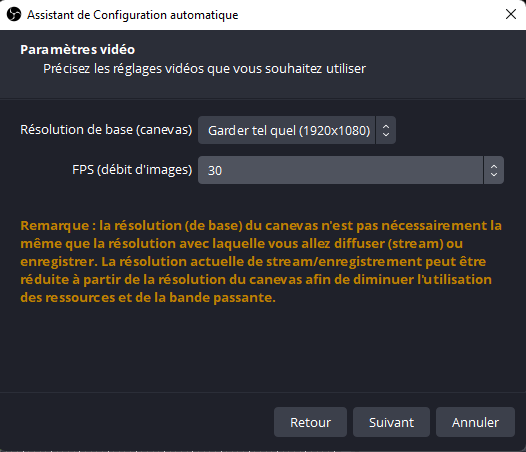 Assistant de Configuration automatique
Paramètres vidéo
Précisez les réglages vidéos que vous souhaitez utiliser
Résolution de base (canevas) Garder tel quel (1920x1080)
FPS (débit d'images) 30
Remarque : la résolution (de base) du canevas n'est pas nécessairement la
même que la résolution avec laquelle vous allez diffuser (stream) ou
enregistrer. La résolution actuelle de stream/enregistrement peut être
réduite à partir de la résolution du canevas afin de diminuer l'utilisation
des ressources et de la bande passante.
Retour Suivant Annuler